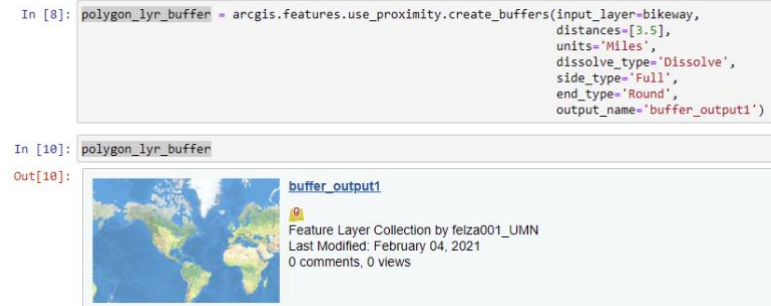 In [8]: polygon_lyr_buffer = arcgis.features.use_proximity.create_buffers(input_layer=bikeway,
distances=[3.5],
units='Miles',
dissolve_type='Dissolve',
side_type='Full',
end_type='Round',
output_name='buffer_output1')
In [10]: polygon_lyr_buffer
Out[10]:
buffer_output1
Feature Layer Collection by felza001_UMN
Last Modified: February 04, 2021
0 comments, 0 views